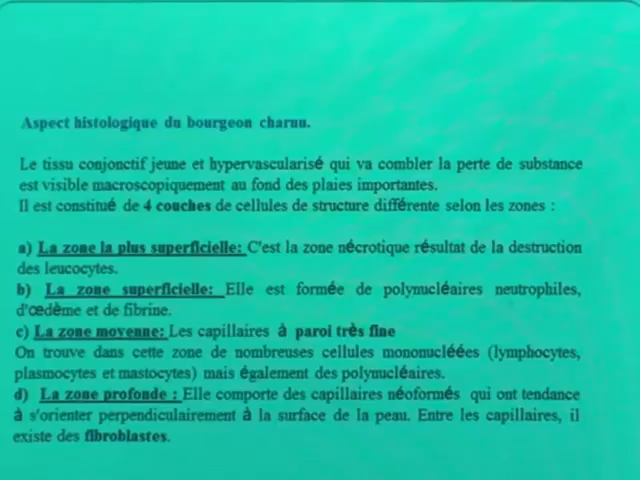 Aspect histologique du bourgeon charnu.
Le tissu conjonctif jeune et hypervascularisé qui va combler la perte de substance
est visible macroscopiquement au fond des plaies importantes.
Il est constitué de 4 couches de cellules de structure différente selon les zones :
a) La zone la plus superficielle: C'est la zone nécrotique résultat de la destruction
des leucocytes.
b) La zone superficielle: Elle est formée de polynucléaires neutrophiles,
d'œdème et de fibrine.
c) La zone moyenne: Les capillaires à paroi très fine
On trouve dans cette zone de nombreuses cellules mononucléées (lymphocytes,
plasmocytes et mastocytes) mais également des polynucléaires.
d) La zone profonde : Elle comporte des capillaires néoformés qui ont tendance
à s'orienter perpendiculairement à la surface de la peau. Entre les capillaires, il
existe des fibroblastes.